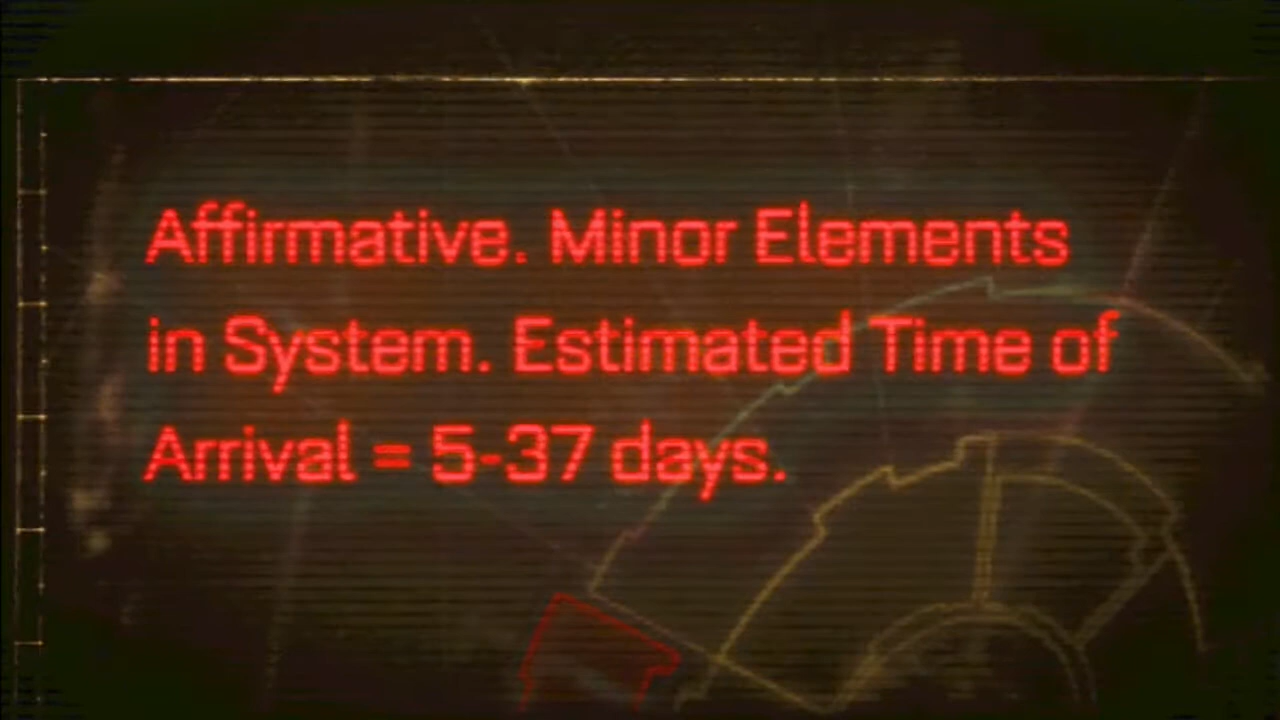 Affirmative. Minor Elements
in System. Estimated Time of
Arrival = 5-37 days.